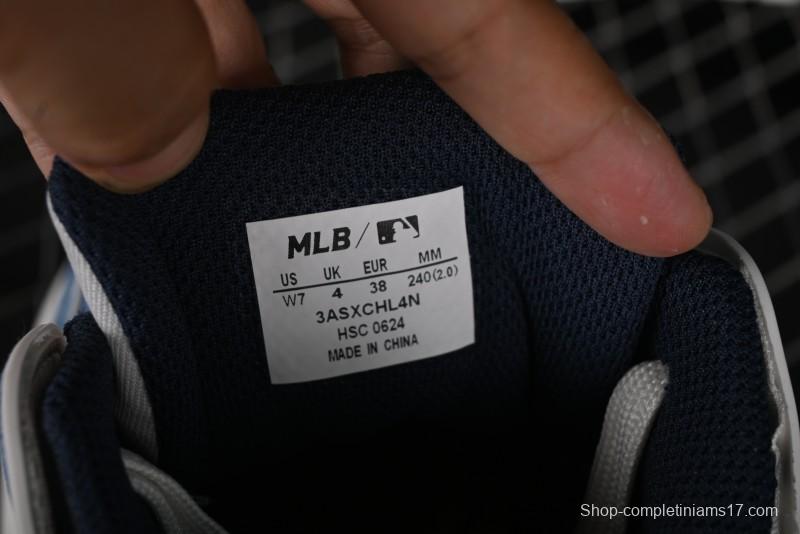 MLB /
US UK EUR MM
W7 4 38 240(2.0)
3ASXCHL4N
HSC 0624
MADE IN CHINA
Shop-completiniams17.com